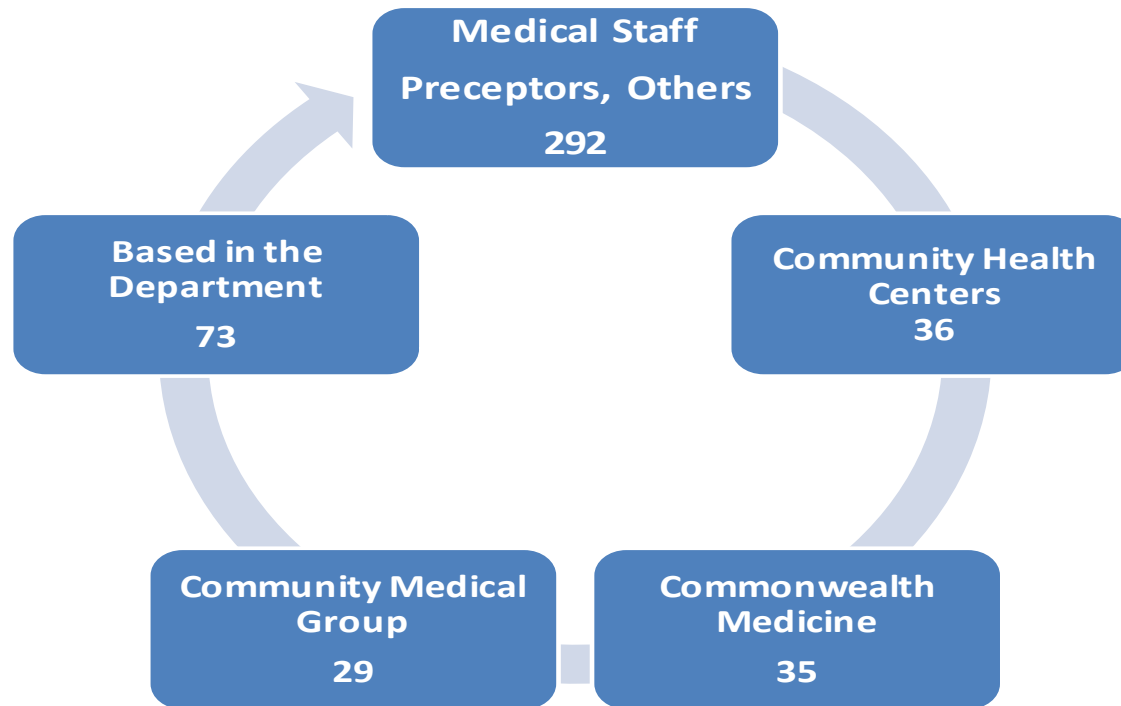 Medical Staff
Preceptors, Others
292
Community Health
Centers
36
Commonwealth
Medicine
35
Community Medical
Group
29
Based in the
Department
73